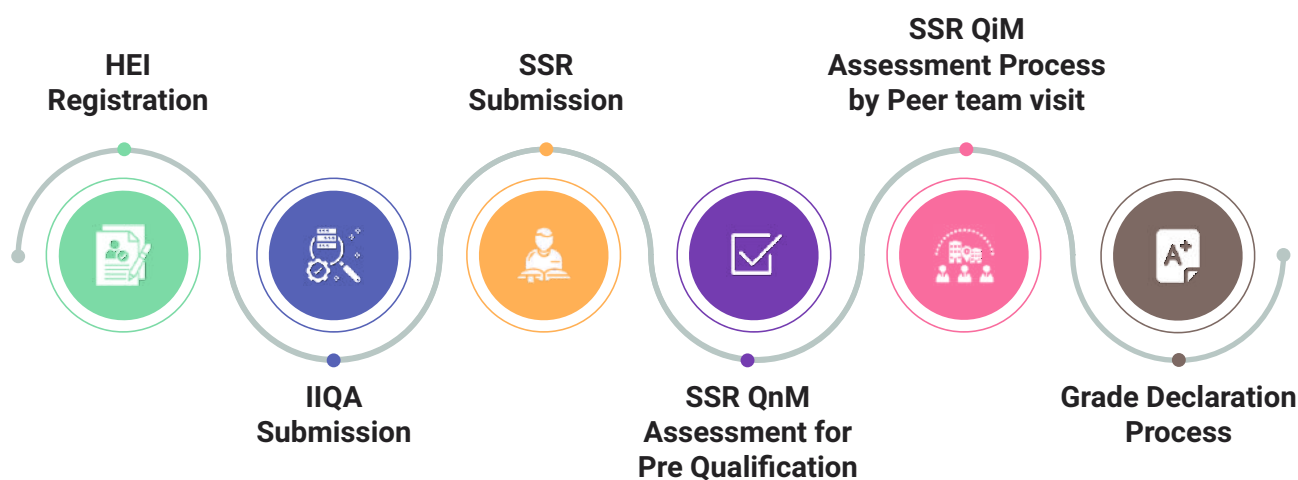 HEI
Registration
IIQA
Submission
SSR
Submission
SSR QnM
Assessment for
Pre Qualification
SSR QiM
Assessment Process
by Peer team visit
A+
Grade Declaration
Process